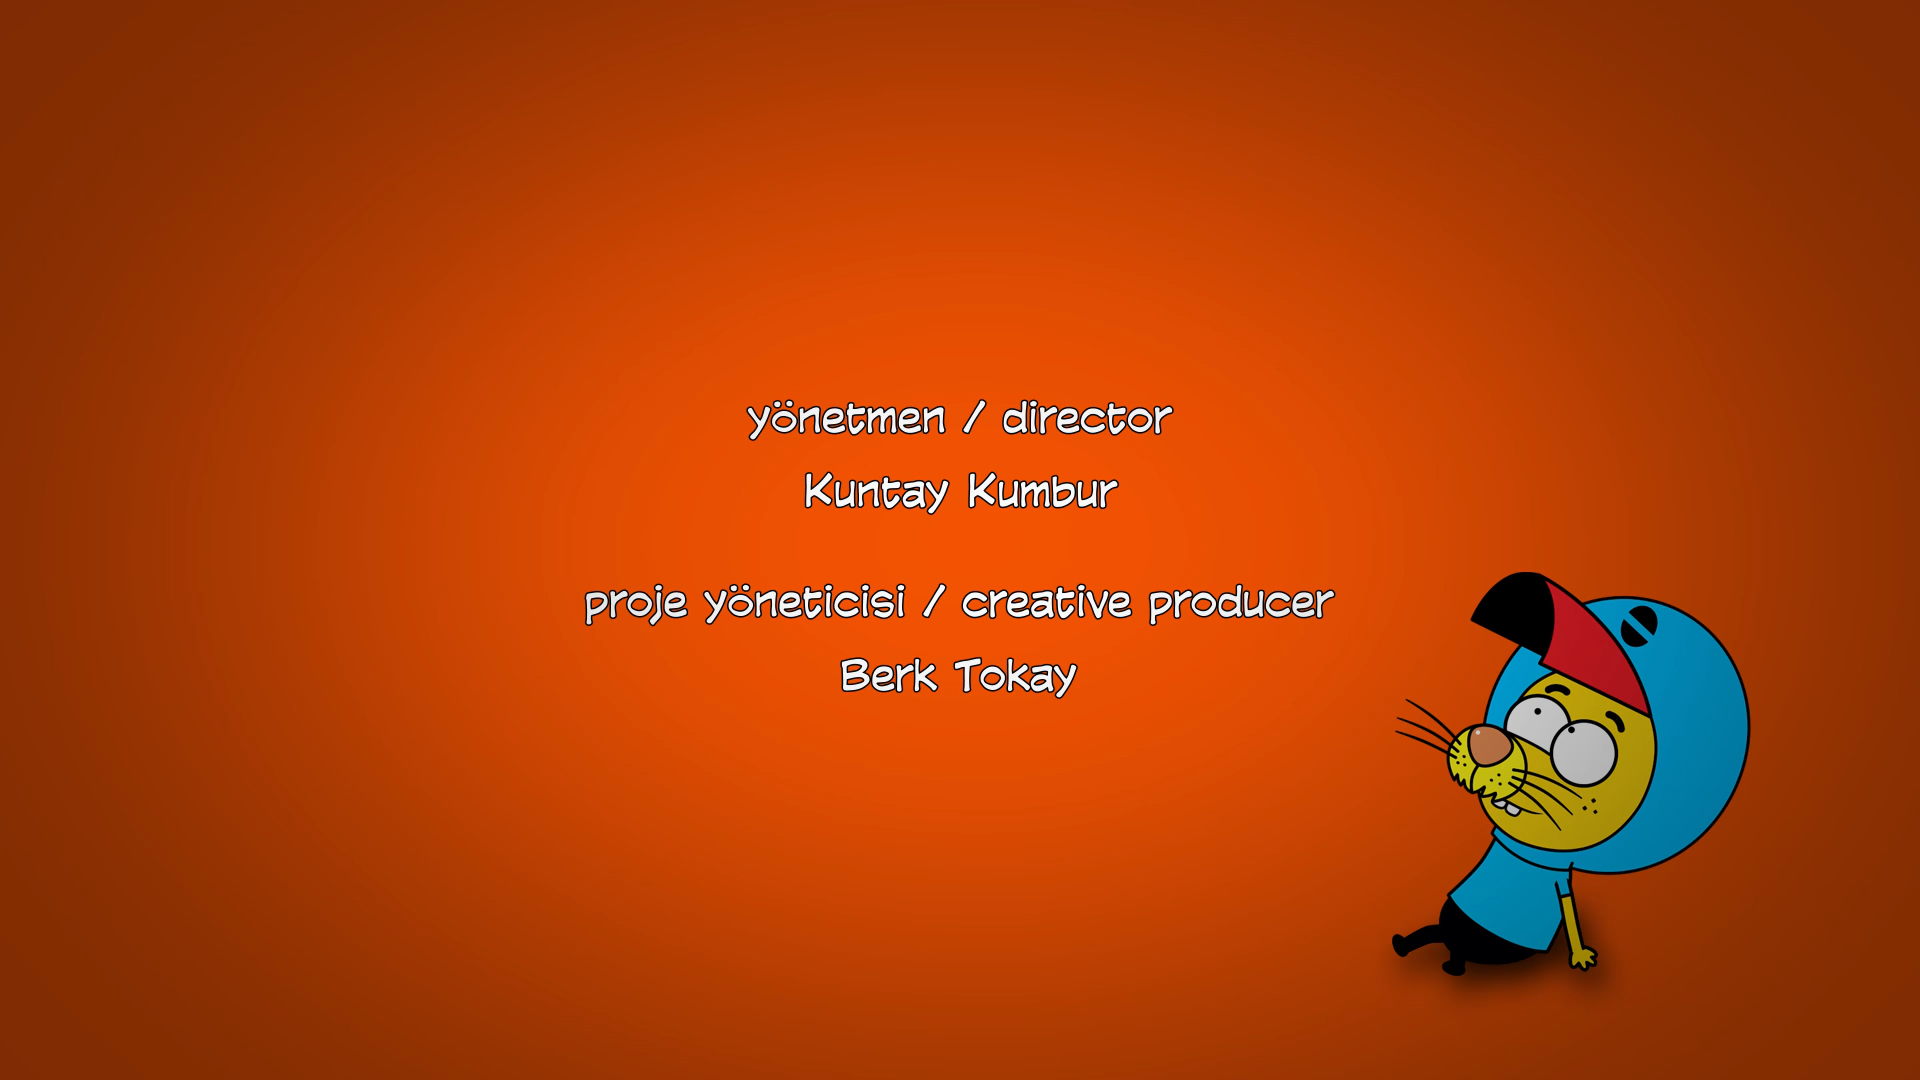 yönetmen / director
Kuntay Kumbur
proje yöneticisi / creative producer
Berk Tokay